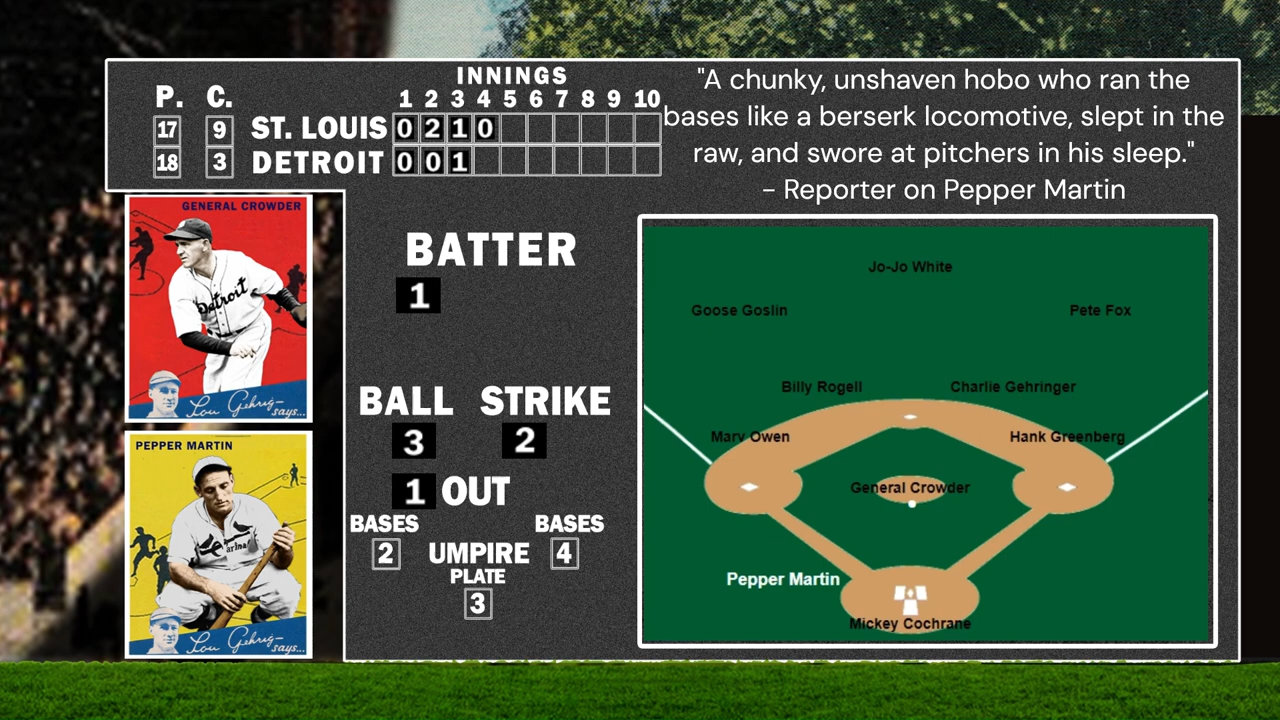 INNINGS
P. C. 1 2 3 4 5 6 7 8 9 10
17 9 ST. LOUIS 0 2 1 0
18 3 DETROIT 0 0 1
"A chunky, unshaven hobo who ran the
bases like a berserk locomotive, slept in the
raw, and swore at pitchers in his sleep."
- Reporter on Pepper Martin
GENERAL CROWDER
Detroit
Lou Gehrig-
says...
PEPPER MARTIN
Lou Gehrig-
says...
BATTER
1
BALL STRIKE
3 2
1 OUT
BASES BASES
2 UMPIRE 4
PLATE
3
Jo-Jo White
Goose Goslin Pete Fox
Billy Rogell Charlie Gehringer
Marv Owen Hank Greenberg
General Crowder
Pepper Martin
Mickey Cochrane